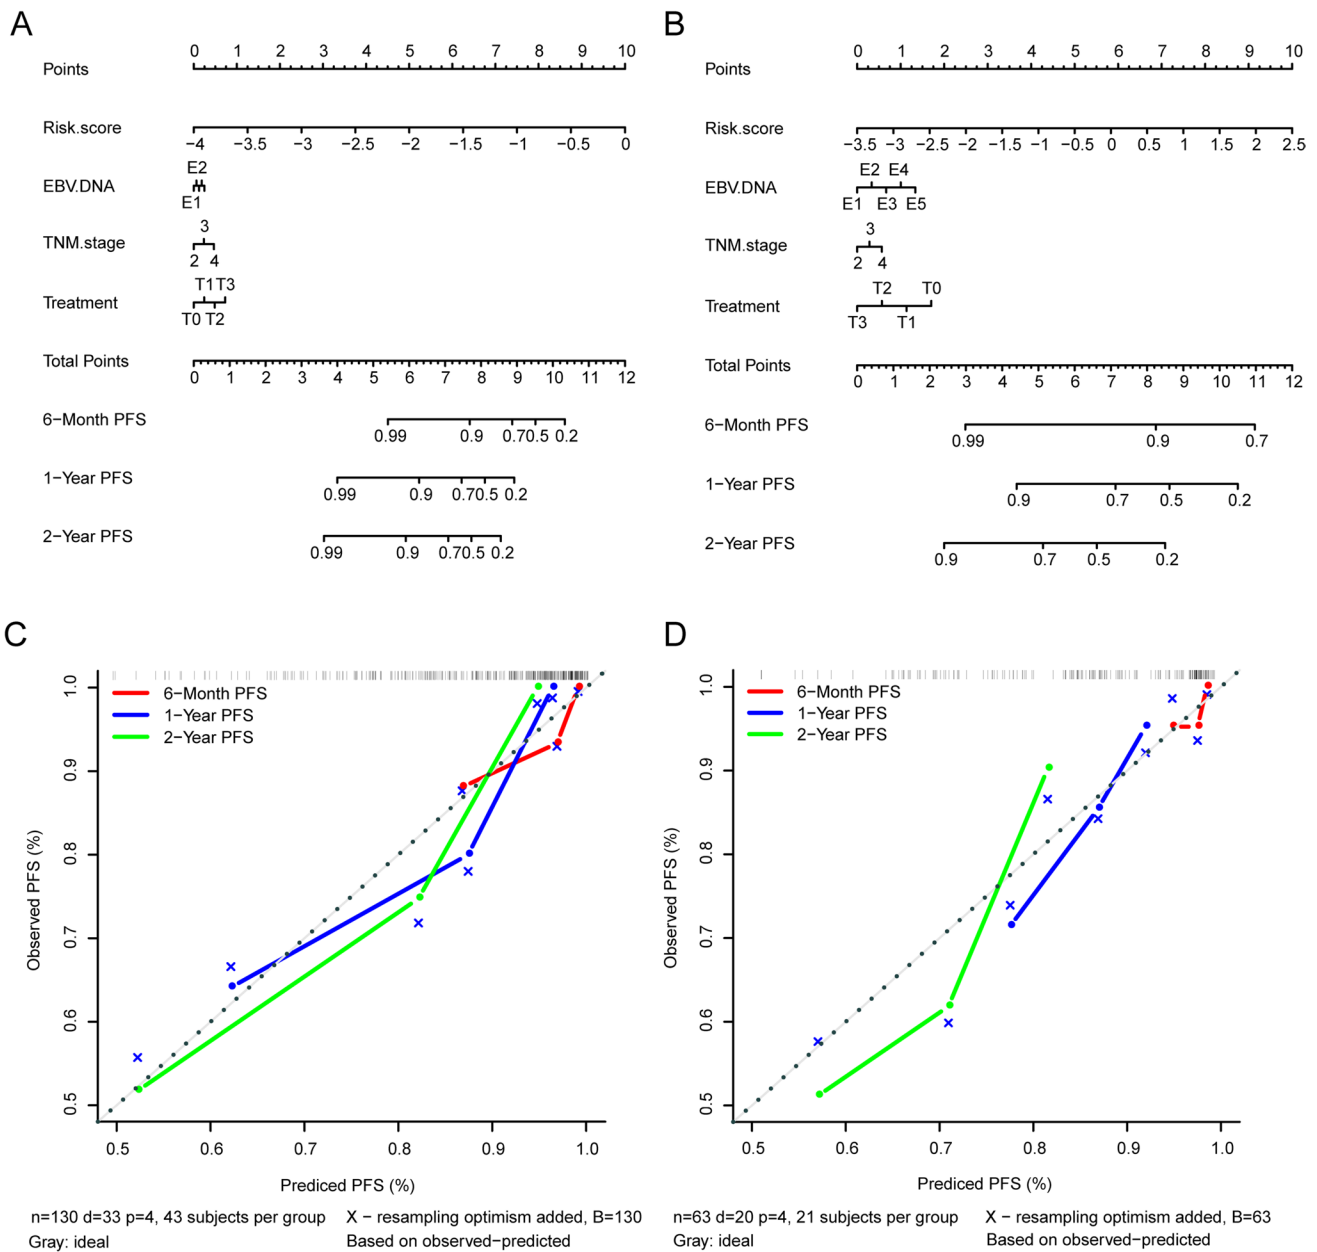 A
Points
0 1 2 3 4 5 6 7 8 9 10
Risk.score
−4 −3.5 −3 −2.5 −2 −1.5 −1 −0.5 0
E2
EBV.DNA
E1
3
TNM.stage
2 4
T1 T3
Treatment
T0 T2
Total Points
0 1 2 3 4 5 6 7 8 9 10 11 12
6−Month PFS
0.99 0.9 0.7 0.5 0.2
1−Year PFS
0.99 0.9 0.7 0.5 0.2
2−Year PFS
0.99 0.9 0.7 0.5 0.2
B
0 1 2 3 4 5 6 7 8 9 10
Points
Risk.score
−3.5 −3 −2.5 −2 −1.5 −1 −0.5 0 0.5 1 1.5 2 2.5
E2 E4
EBV.DNA
E1 E3 E5
3
TNM.stage
2 4
T2 T0
Treatment
T3 T1
Total Points
0 1 2 3 4 5 6 7 8 9 10 11 12
6−Month PFS
0.99 0.9 0.7
1−Year PFS
0.9 0.7 0.5 0.2
2−Year PFS
0.9 0.7 0.5 0.2
C
6−Month PFS
1−Year PFS
2−Year PFS
Observed PFS (%)
1.0
0.9
0.8
0.7
0.6
0.5
0.5 0.6 0.7 0.8 0.9 1.0
Prediced PFS (%)
n=130 d=33 p=4, 43 subjects per group X − resampling optimism added, B=130
Gray: ideal Based on observed−predicted
D
6−Month PFS
1−Year PFS
2−Year PFS
Observed PFS (%)
1.0
0.9
0.8
0.7
0.6
0.5
0.5 0.6 0.7 0.8 0.9 1.0
Prediced PFS (%)
n=63 d=20 p=4, 21 subjects per group X − resampling optimism added, B=63
Gray: ideal Based on observed−predicted